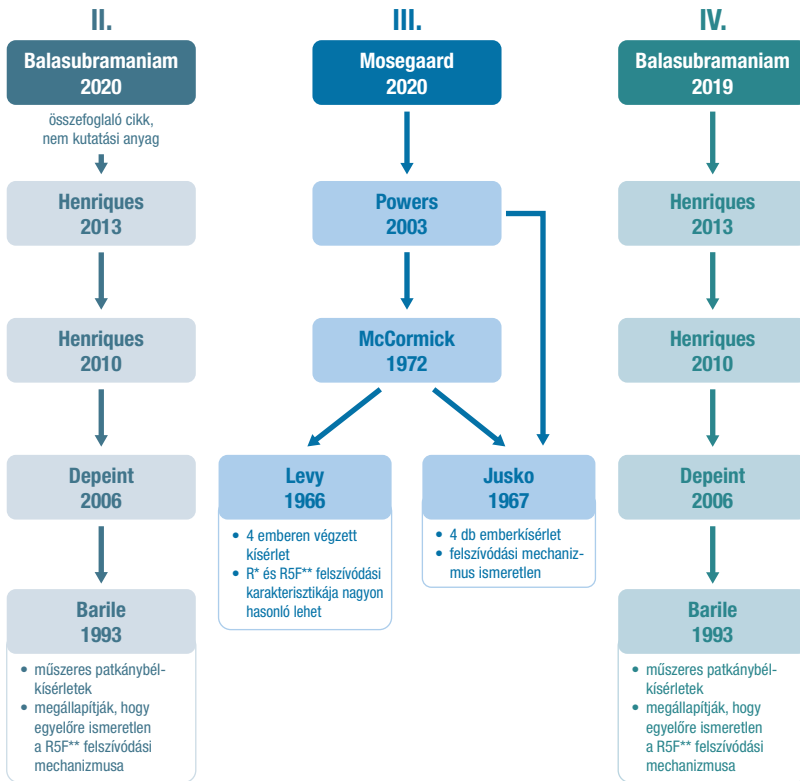 II.
Balasubramaniam
2020
összefoglaló cikk,
nem kutatási anyag
Henriques
2013
Henriques
2010
Depeint
2006
Barile
1993
• műszeres patkánybél-
kísérletek
• megállapítják, hogy
egyelőre ismeretlen
a R5F** felszívódási
mechanizmusa
III.
Mosegaard
2020
Powers
2003
McCormick
1972
Levy
1966
• 4 emberen végzett
kísérlet
• R* és R5F** felszívódási
karakterisztikája nagyon
hasonló lehet
Jusko
1967
• 4 db emberkísérlet
• felszívódási mechaniz-
mus ismeretlen
IV.
Balasubramaniam
2019
Henriques
2013
Henriques
2010
Depeint
2006
Barile
1993
• műszeres patkánybél-
kísérletek
• megállapítják, hogy
egyelőre ismeretlen
a R5F** felszívódási
mechanizmusa